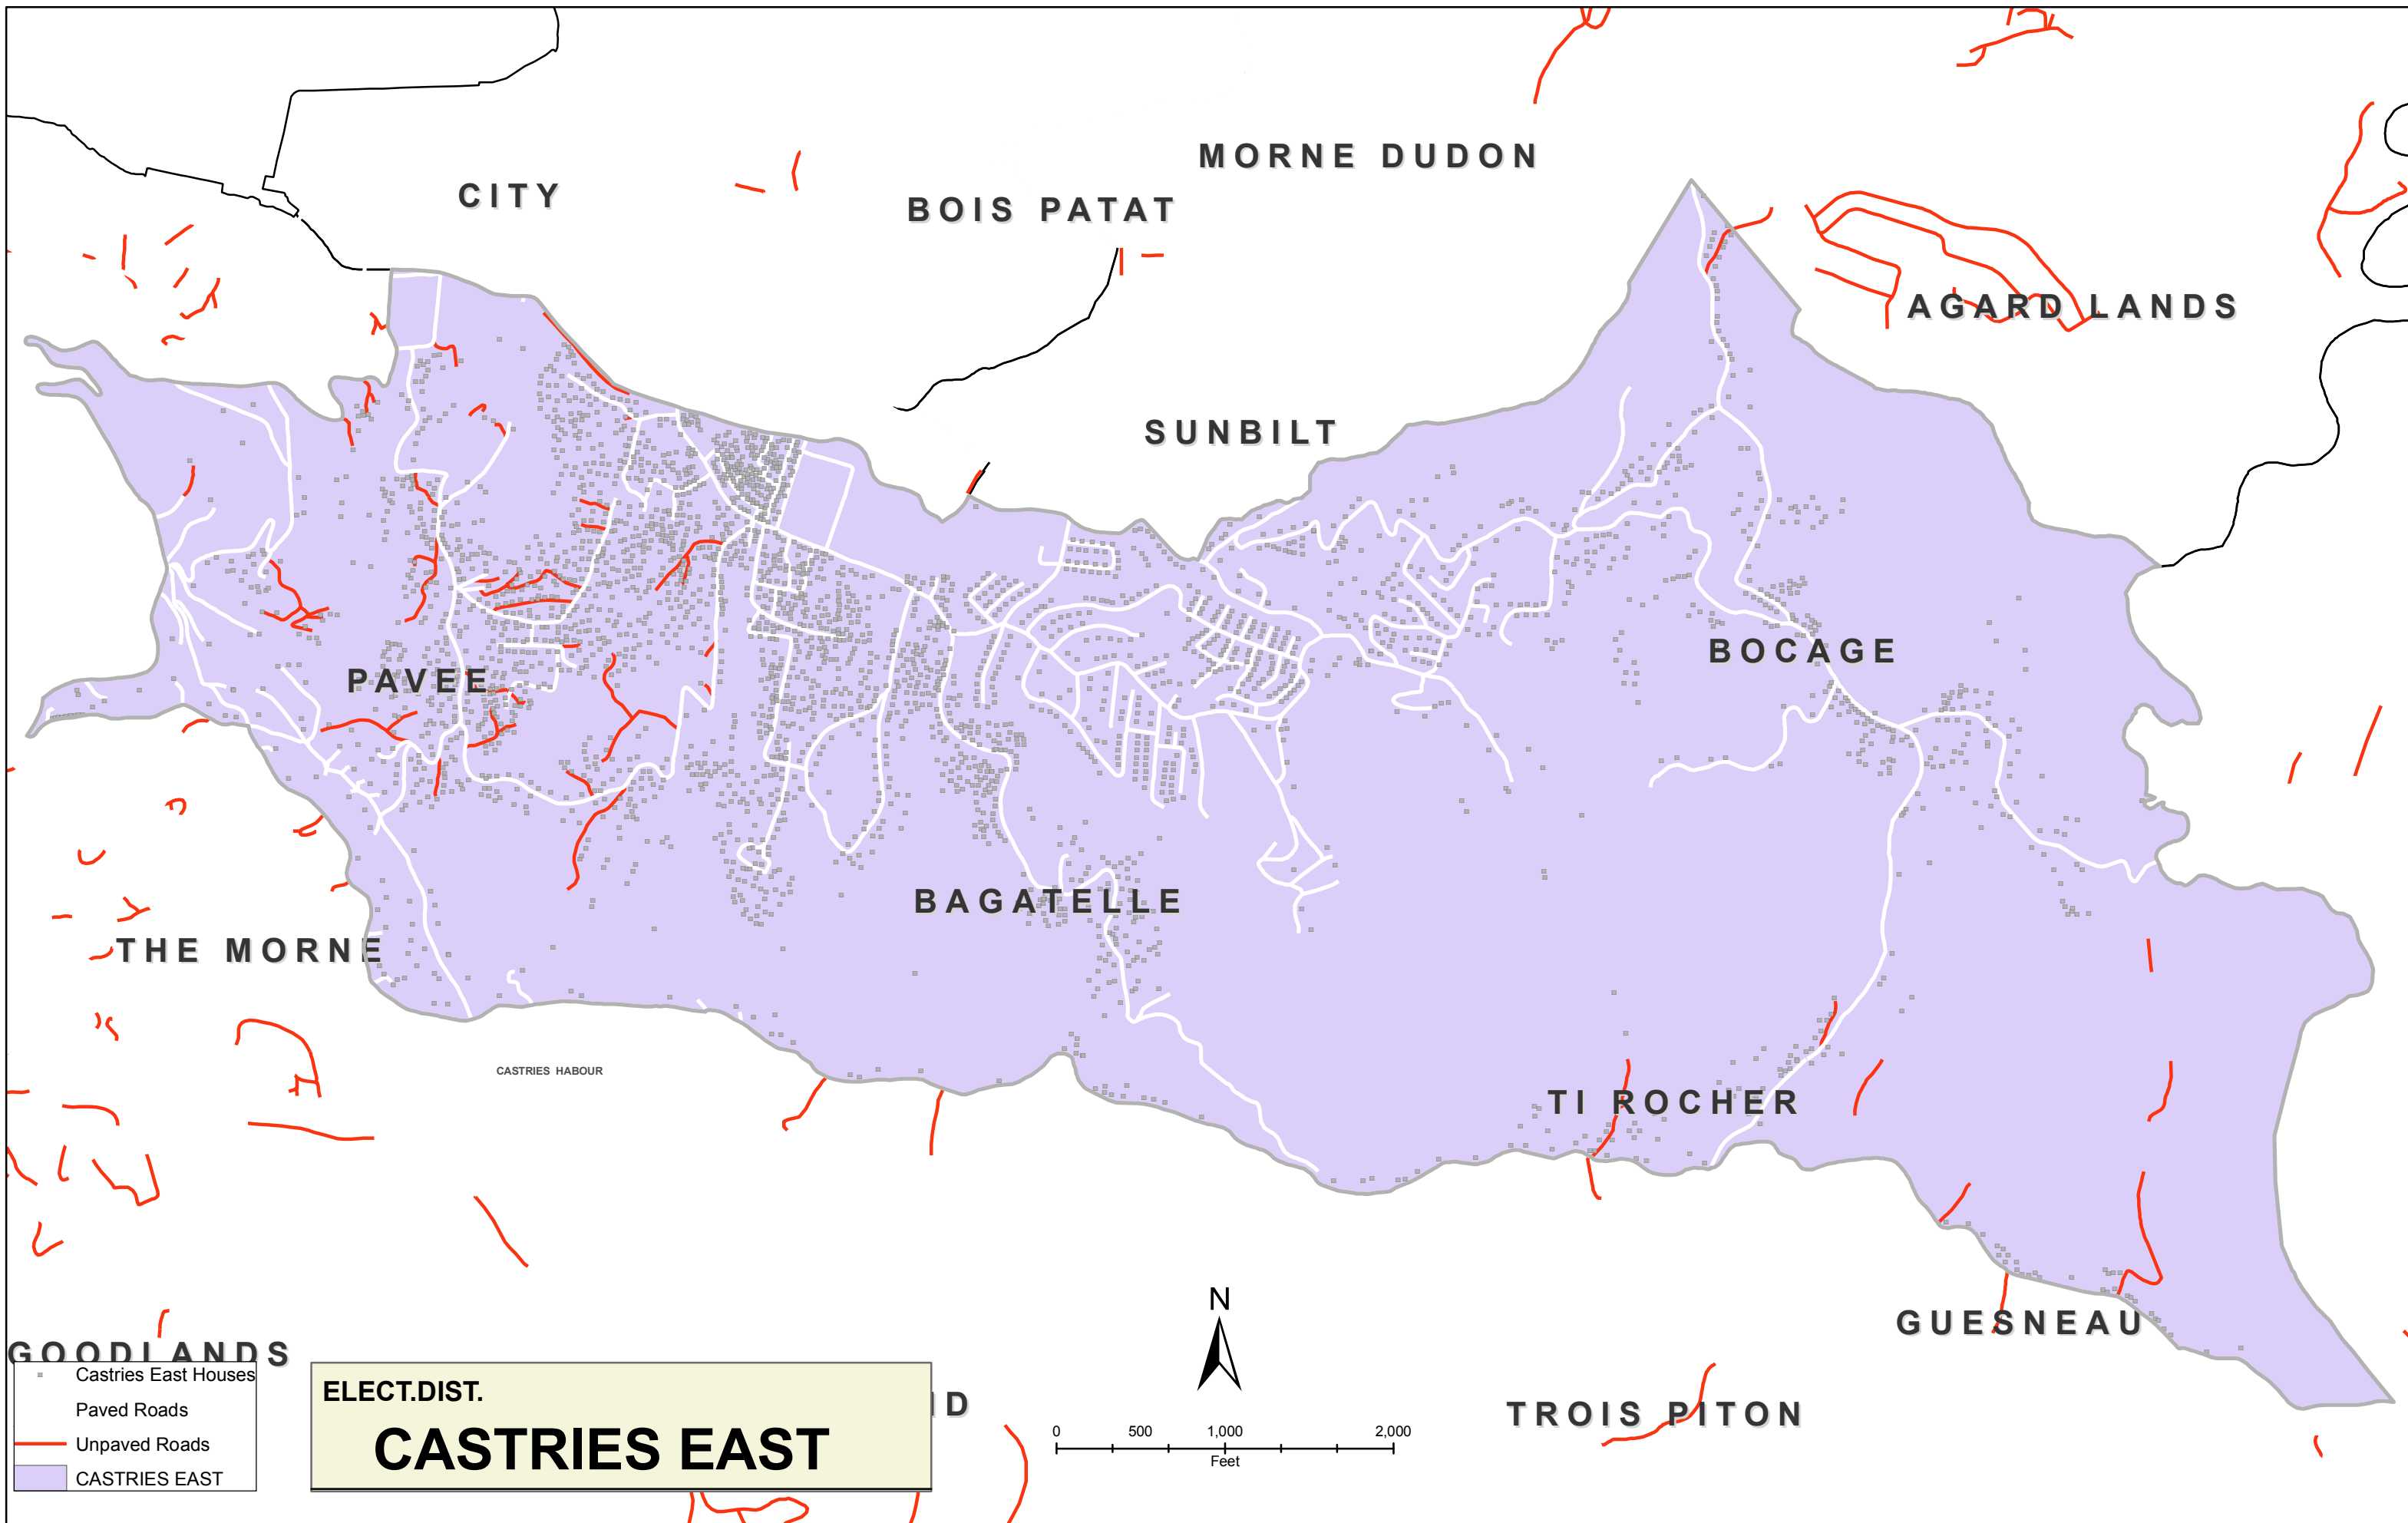 MORNE DUDON
CITY
BOIS PATAT
AGARD LANDS
SUNBILT
BOCAGE
PAVEE
BAGATELLE
THE MORNE
CASTRIES HABOUR
TI ROCHER
GUESNEAU
GOODLANDS
TROIS PITON
Castries East Houses
Paved Roads
Unpaved Roads
CASTRIES EAST
ELECT.DIST.
CASTRIES EAST
N
0 500 1,000 2,000
Feet